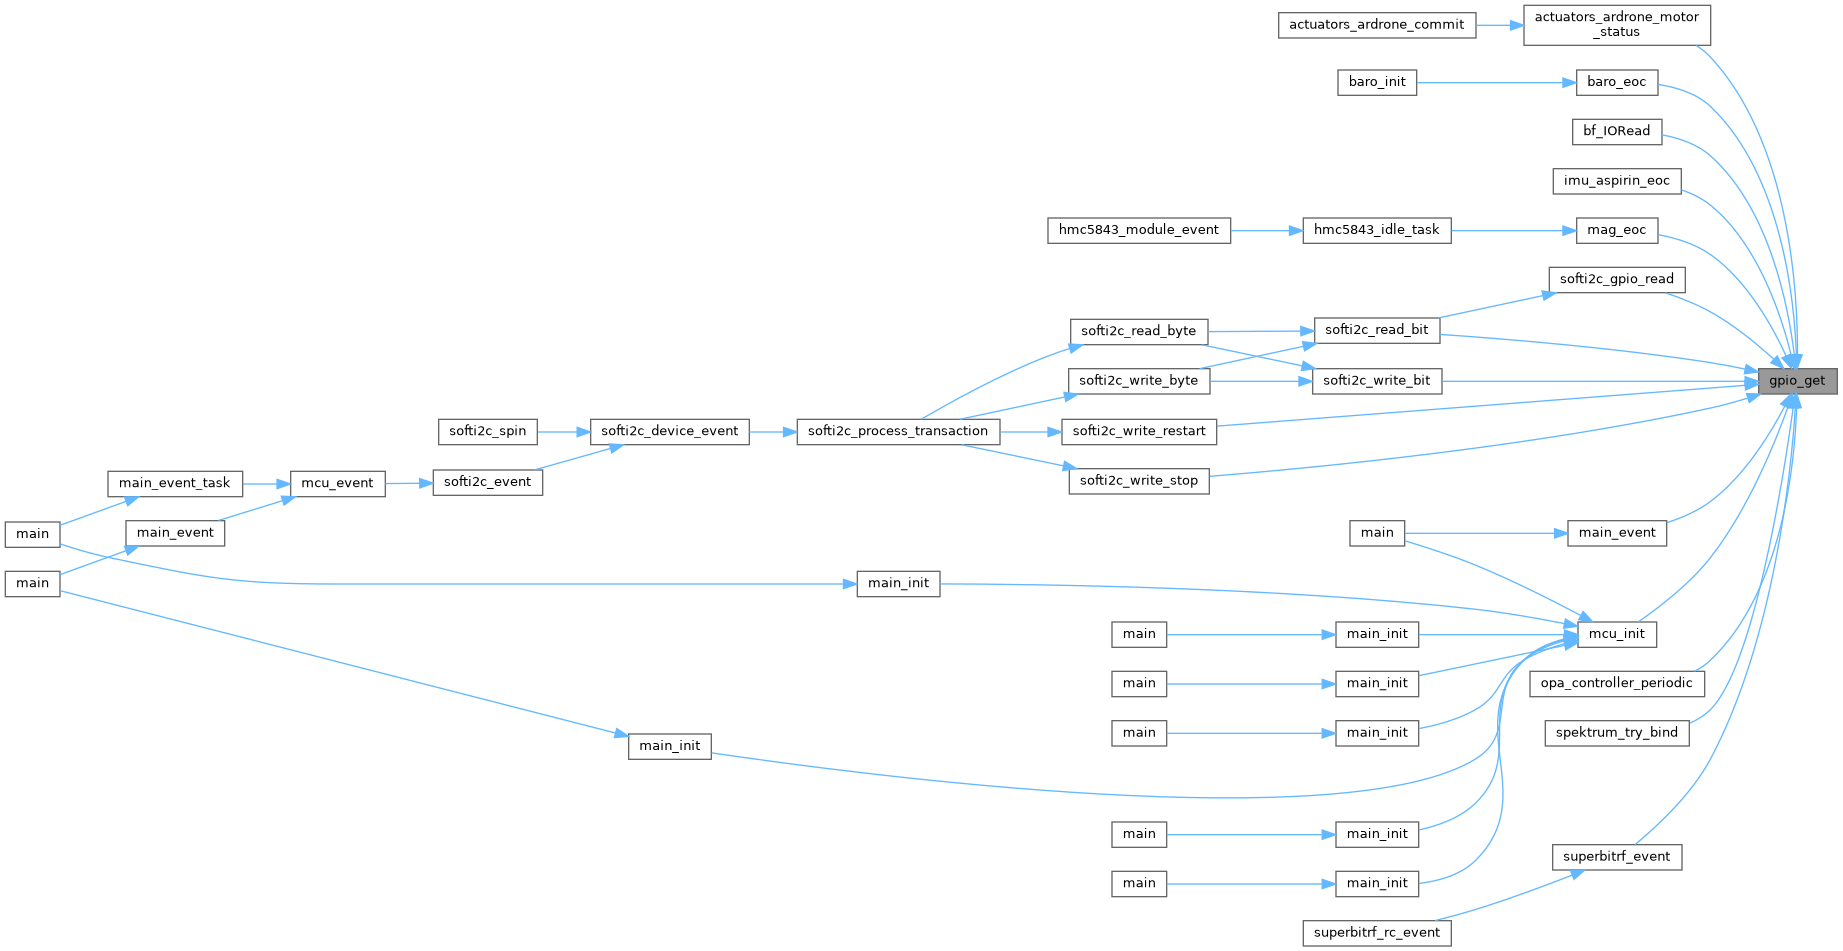 actuators_ardrone_commit
actuators_ardrone_motor
_status
baro_init
baro_eoc
bf_IORead
imu_aspirin_eoc
hmc5843_module_event
hmc5843_idle_task
mag_eoc
softi2c_gpio_read
softi2c_read_byte
softi2c_read_bit
softi2c_write_byte
softi2c_write_bit
gpio_get
softi2c_spin
softi2c_device_event
softi2c_process_transaction
softi2c_write_restart
main_event_task
mcu_event
softi2c_event
softi2c_write_stop
main
main_event
main
main_event
main
main_init
main
main_init
mcu_init
main
main_init
opa_controller_periodic
main
main_init
spektrum_try_bind
main_init
main
main_init
superbitrf_event
main
main_init
superbitrf_rc_event